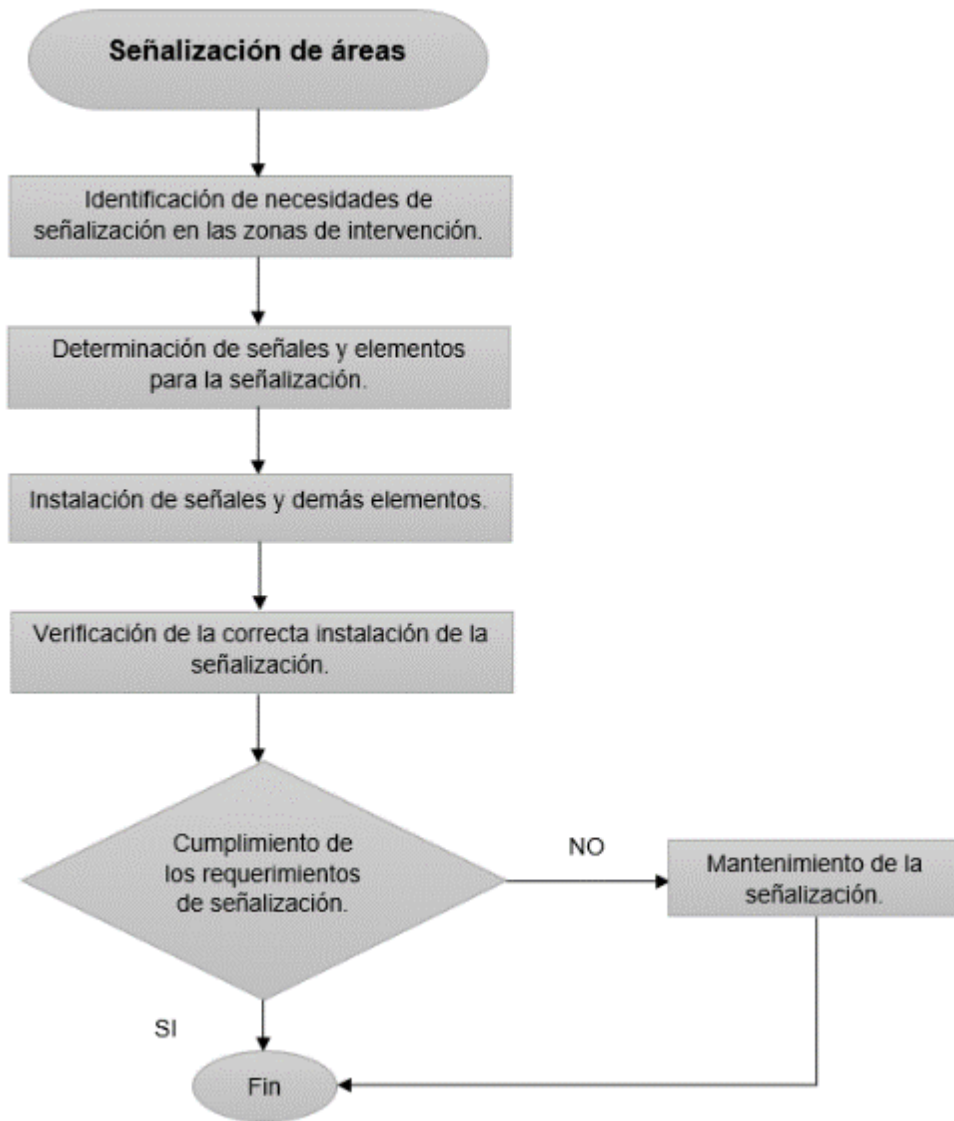 Señalización de áreas
Identificación de necesidades de
señalización en las zonas de intervención.
Determinación de señales y elementos
para la señalización.
Instalación de señales y demás elementos.
Verificación de la correcta instalación de la
señalización.
Cumplimiento de
los requerimientos
de señalización.
NO
Mantenimiento de la
señalización.
SI
Fin